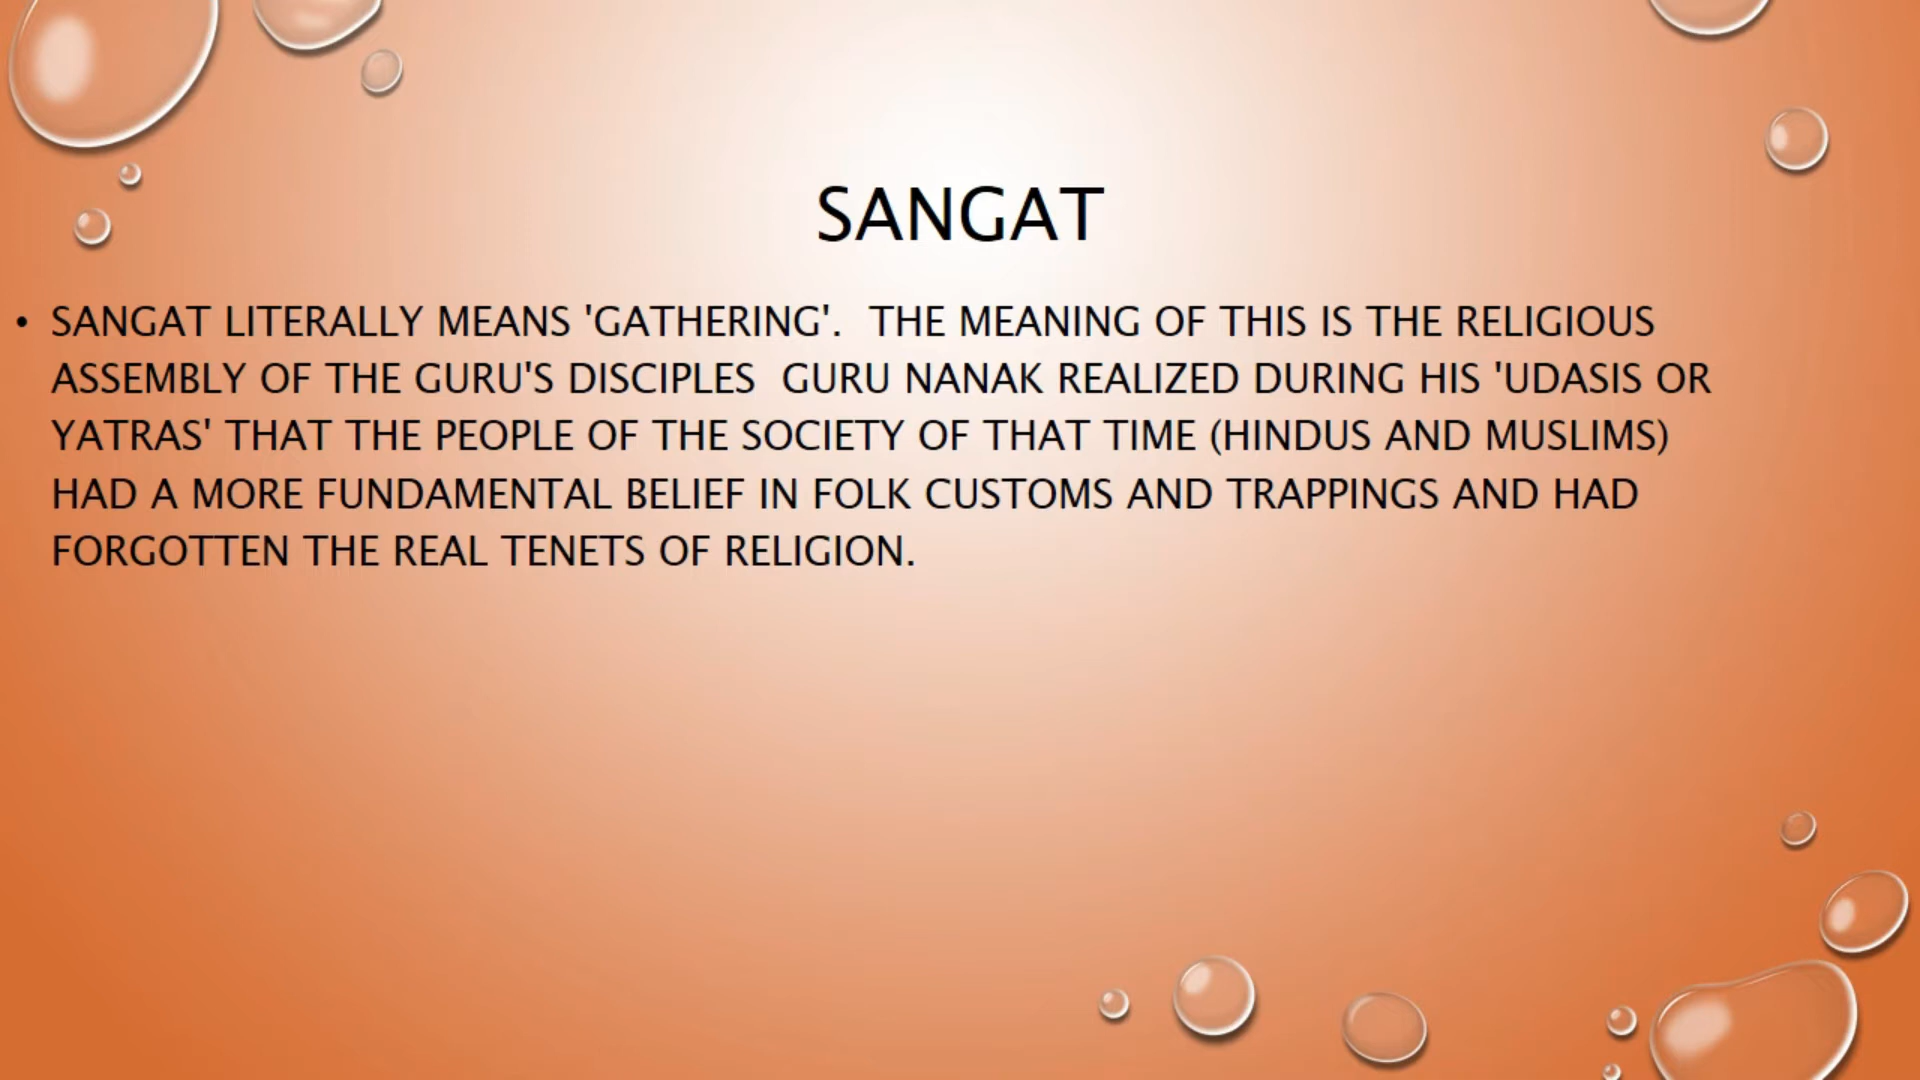 SANGAT
• SANGAT LITERALLY MEANS 'GATHERING'.  THE MEANING OF THIS IS THE RELIGIOUS
ASSEMBLY OF THE GURU'S DISCIPLES  GURU NANAK REALIZED DURING HIS 'UDASIS OR
YATRAS' THAT THE PEOPLE OF THE SOCIETY OF THAT TIME (HINDUS AND MUSLIMS)
HAD A MORE FUNDAMENTAL BELIEF IN FOLK CUSTOMS AND TRAPPINGS AND HAD
FORGOTTEN THE REAL TENETS OF RELIGION.